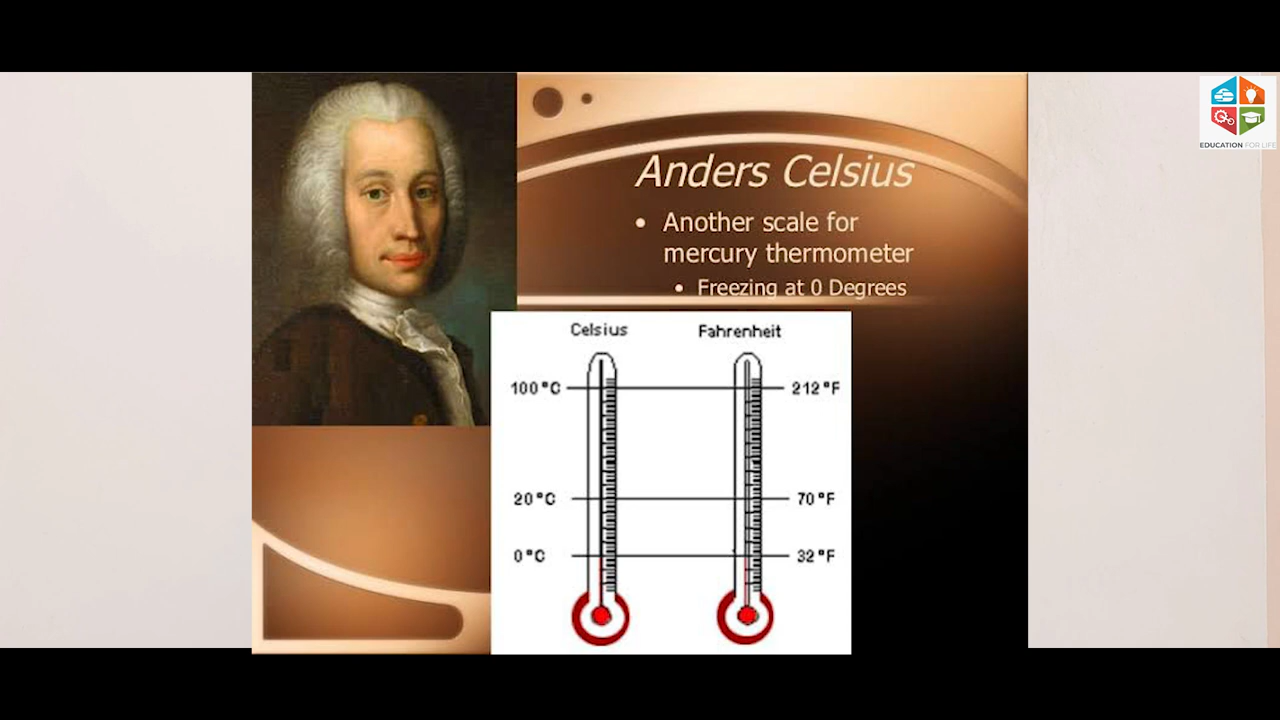 EDUCATION FOR LIFE
Anders Celsius
• Another scale for
mercury thermometer
• Freezing at 0 Degrees
Celsius Fahrenheit
100°C 212°F
20°C 70°F
0°C 32°F